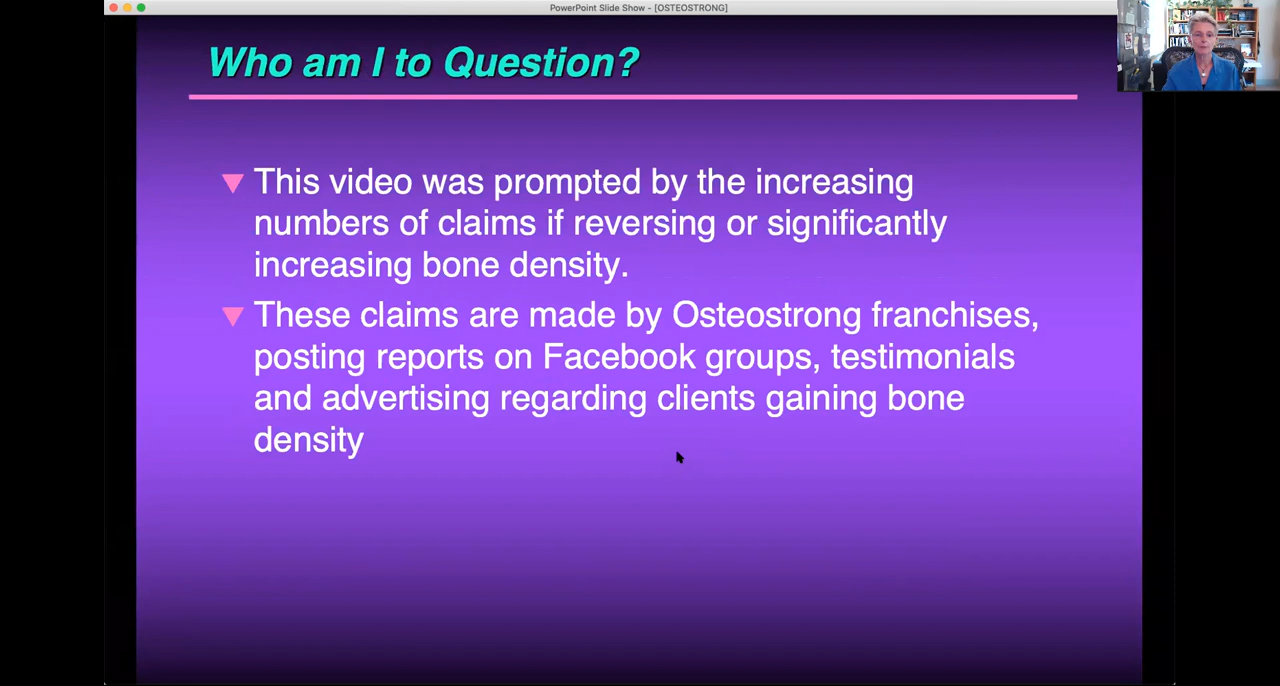 PowerPoint Slide Show - [OSTEOSTRONG]
Who am I to Question?
This video was prompted by the increasing
numbers of claims if reversing or significantly
increasing bone density.
These claims are made by Osteostrong franchises,
posting reports on Facebook groups, testimonials
and advertising regarding clients gaining bone
density